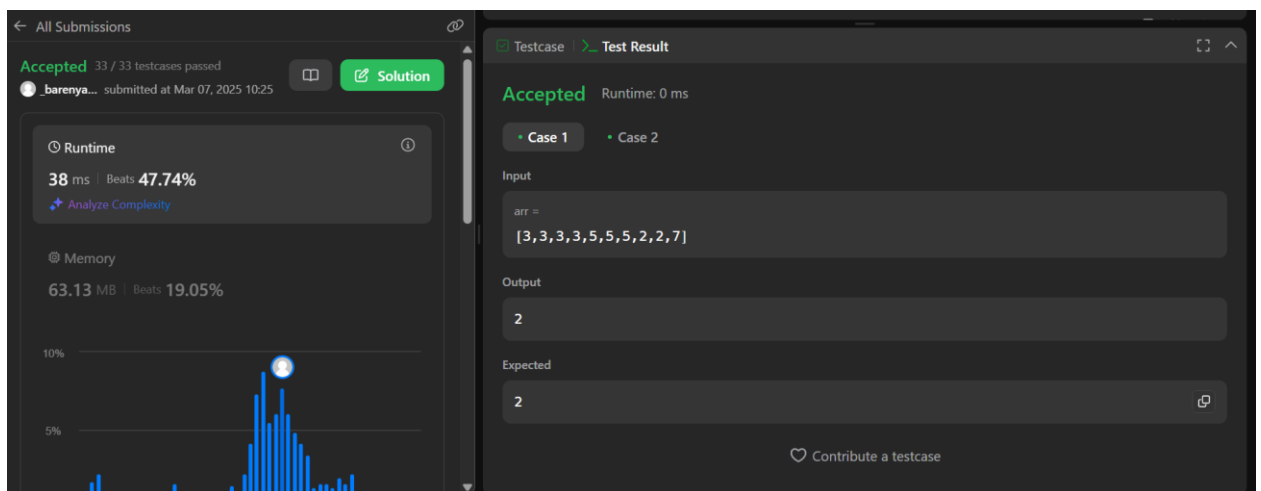 ← All Submissions
Accepted 33 / 33 testcases passed
_barenya... submitted at Mar 07, 2025 10:25
Solution
Runtime
38 ms | Beats 47.74%
Analyze Complexity
Memory
63.13 MB | Beats 19.05%
10%
5%
Testcase | >_ Test Result
Accepted Runtime: 0 ms
• Case 1 • Case 2
Input
arr =
[3,3,3,3,5,5,5,2,2,7]
Output
2
Expected
2
Contribute a testcase